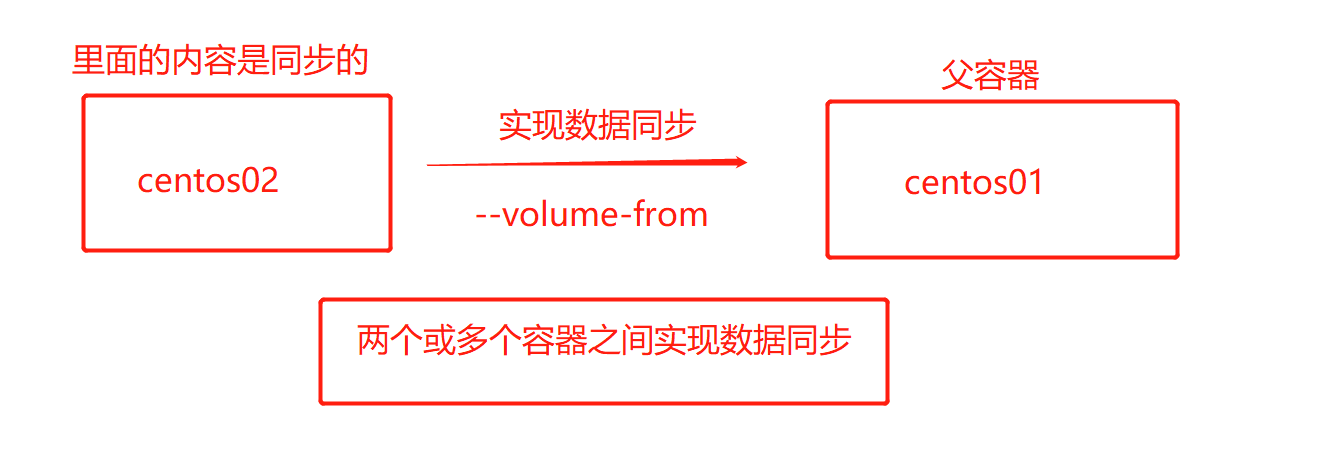 里面的内容是同步的
父容器
实现数据同步
centos02
centos01
--volume-from
两个或多个容器之间实现数据同步